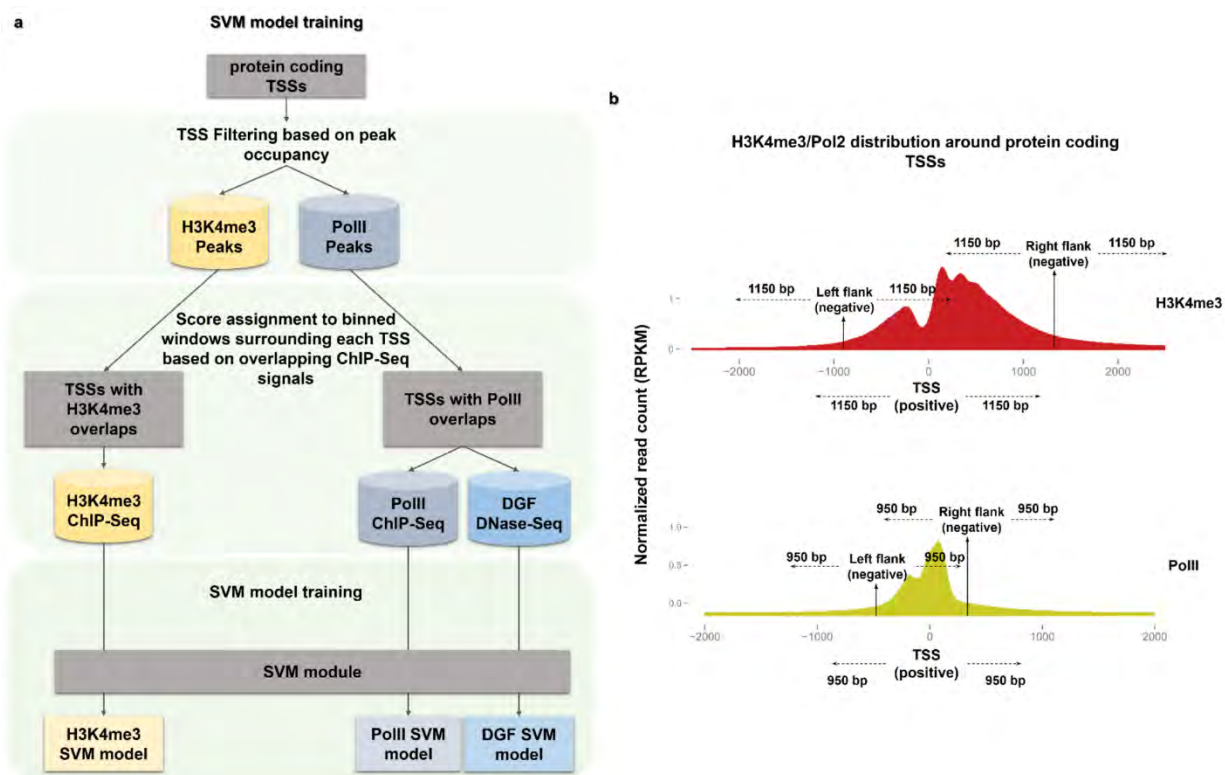 a
SVM model training
protein coding
TSSs
TSS Filtering based on peak
occupancy
H3K4me3
Peaks
PolII
Peaks
Score assignment to binned
windows surrounding each TSS
based on overlapping ChIP-Seq
signals
TSSs with
H3K4me3
overlaps
TSSs with PolII
overlaps
H3K4me3
ChIP-Seq
PolII
ChIP-Seq
DGF
DNase-Seq
SVM model training
SVM module
H3K4me3
SVM model
PolII SVM
model
DGF SVM
model
b
H3K4me3/Pol2 distribution around protein coding
TSSs
Normalized read count (RPKM)
1150 bp
Right flank
(negative)
1150 bp
1150 bp
Left flank
(negative)
1150 bp
H3K4me3
1
0
−2000
−1000
0
1000
2000
TSS
(positive)
1150 bp
1150 bp
950 bp
Right flank
(negative)
950 bp
950 bp
Left flank
(negative)
950 bp
PolII
1.0
0.5
0.0
−2000
−1000
0
1000
2000
TSS
(positive)
950 bp
950 bp